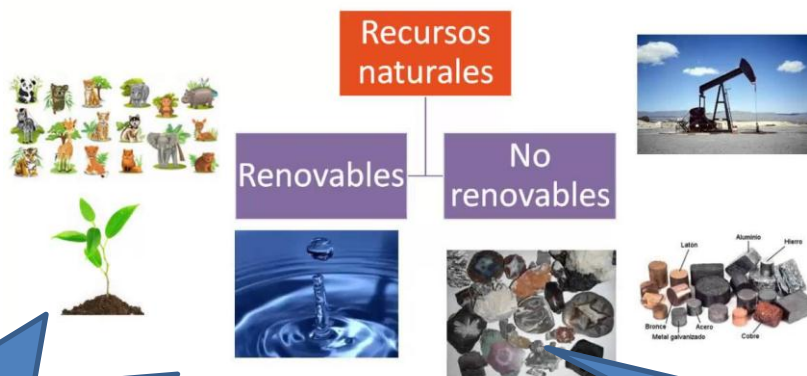 Recursos
naturales
Renovables
No
renovables
Latón
Aluminio
Hierro
Bronce
Acero
Metal galvanizado
Cobre